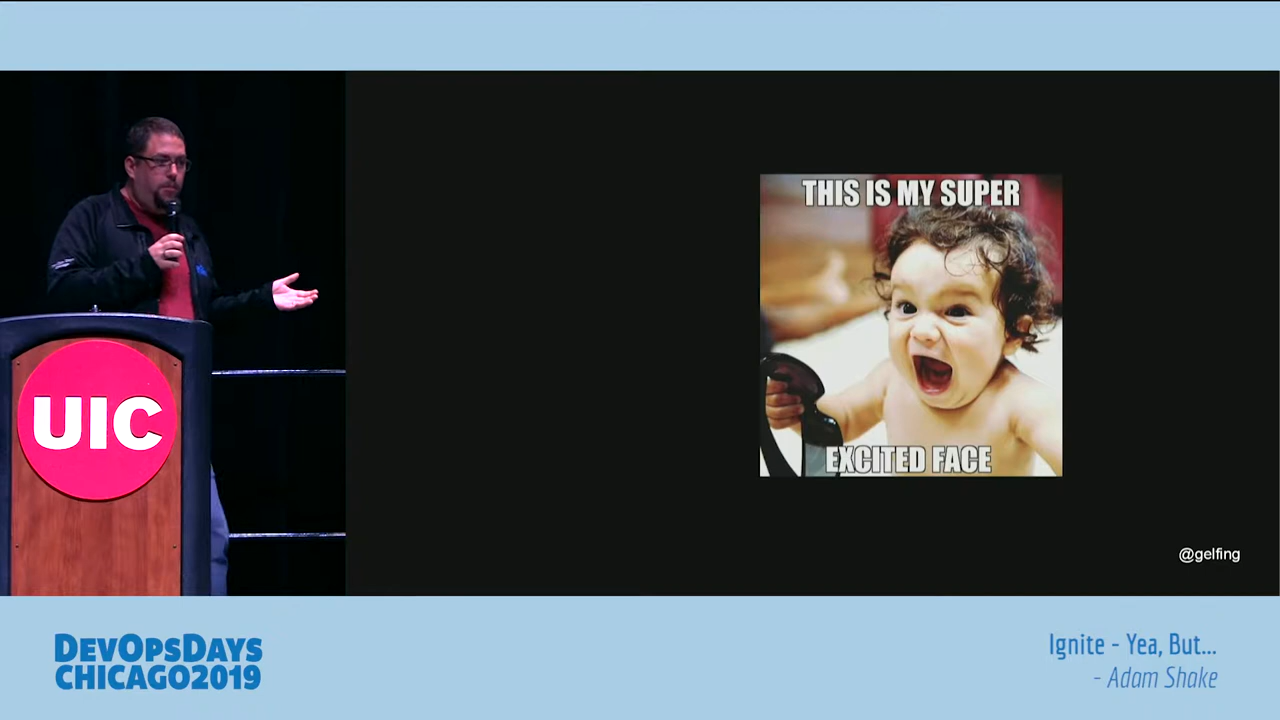 THIS IS MY SUPER
EXCITED FACE
@gelfing
UIC
DEVOPSDAYS
CHICAGO2019
Ignite - Yea, But...
- Adam Shake